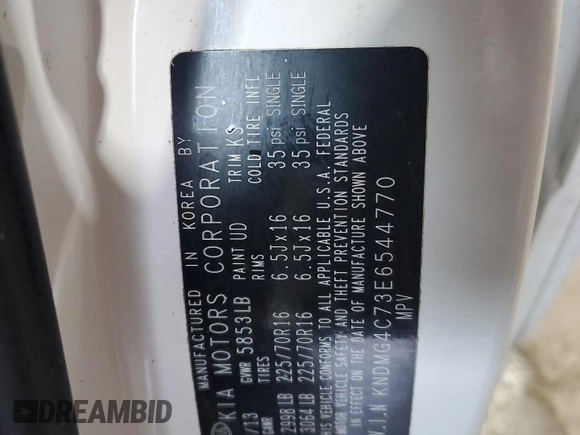 MANUFACTURED IN KOREA BY
KIA MOTORS CORPORATION
/13 GVWR 5853LB PAINT UD TRIM KS
GAWR TIRES RIMS COLD TIRE INFL
2998LB 225/70R16 6.5Jx16 35 psi SINGLE
3064LB 225/70R16 6.5Jx16 35 psi SINGLE
THIS VEHICLE CONFORMS TO ALL APPLICABLE U.S.A. FEDERAL
MOTOR VEHICLE SAFETY AND THEFT PREVENTION STANDARDS
IN EFFECT ON THE DATE OF MANUFACTURE SHOWN ABOVE
V.I.N KNDMG4C73E6544770
MPV
DREAMBID